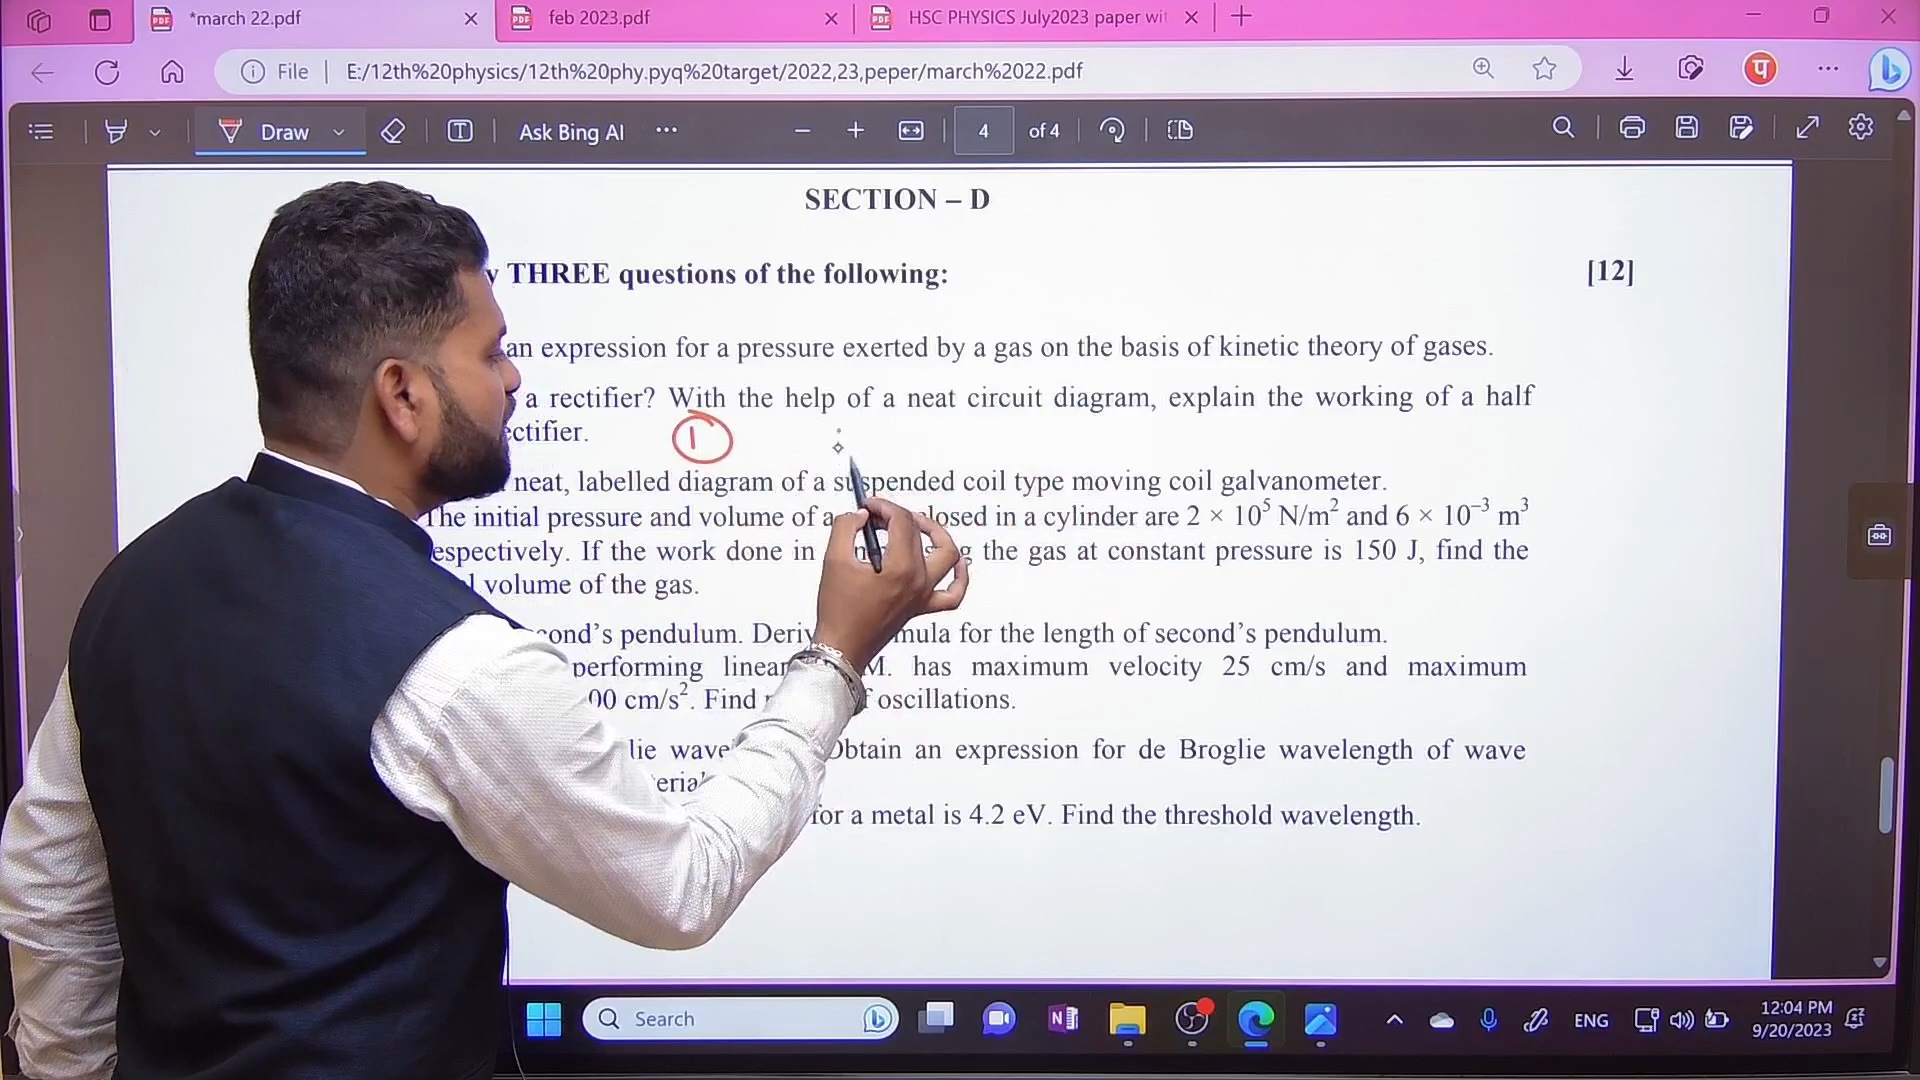 *march 22.pdf
feb 2023.pdf
HSC PHYSICS July2023 paper wit
File
E:/12th%20physics/12th%20phy.pyq%20target/2022,23,peper/march%2022.pdf
प
Draw
Ask Bing AI
4 of 4
SECTION – D
THREE questions of the following: [12]
an expression for a pressure exerted by a gas on the basis of kinetic theory of gases.
a rectifier? With the help of a neat circuit diagram, explain the working of a half
ectifier.
1
neat, labelled diagram of a suspended coil type moving coil galvanometer.
The initial pressure and volume of a losed in a cylinder are 2 × 10⁵ N/m² and 6 × 10⁻³ m³
espectively. If the work done in the gas at constant pressure is 150 J, find the
volume of the gas.
ond’s pendulum. Deriv mula for the length of second’s pendulum.
performing linear M. has maximum velocity 25 cm/s and maximum
00 cm/s². Find f oscillations.
lie wave Obtain an expression for de Broglie wavelength of wave
teria
for a metal is 4.2 eV. Find the threshold wavelength.
Search
ENG
12:04 PM
9/20/2023